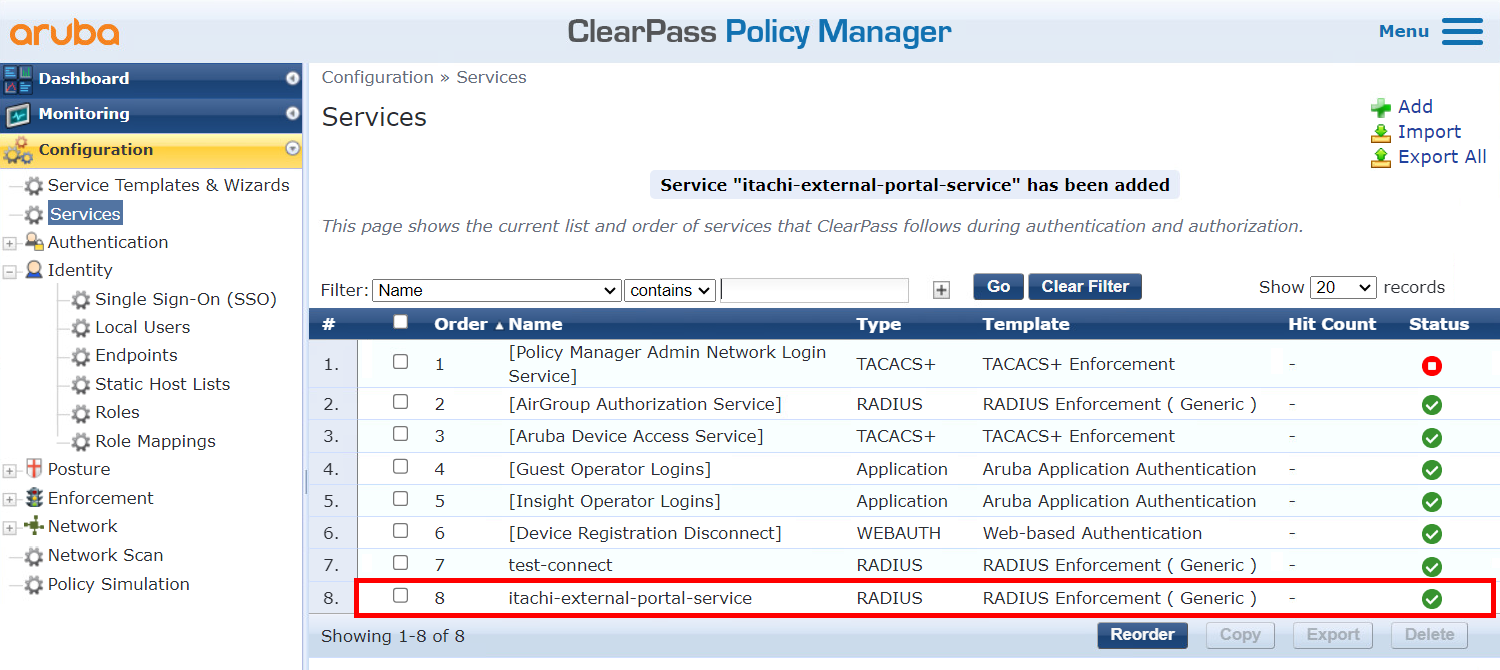 aruba
ClearPass Policy Manager
Menu
Dashboard
Monitoring
Configuration
Service Templates & Wizards
Services
Authentication
Identity
Single Sign-On (SSO)
Local Users
Endpoints
Static Host Lists
Roles
Role Mappings
Posture
Enforcement
Network
Network Scan
Policy Simulation
Configuration » Services
Services
Add
Import
Export All
Service "itachi-external-portal-service" has been added
This page shows the current list and order of services that ClearPass follows during authentication and authorization.
Filter: Name contains Go Clear Filter Show 20 records
# Order Name Type Template Hit Count Status
1. 1 [Policy Manager Admin Network Login
Service] TACACS+ TACACS+ Enforcement -
2. 2 [AirGroup Authorization Service] RADIUS RADIUS Enforcement ( Generic ) -
3. 3 [Aruba Device Access Service] TACACS+ TACACS+ Enforcement -
4. 4 [Guest Operator Logins] Application Aruba Application Authentication -
5. 5 [Insight Operator Logins] Application Aruba Application Authentication -
6. 6 [Device Registration Disconnect] WEBAUTH Web-based Authentication -
7. 7 test-connect RADIUS RADIUS Enforcement ( Generic ) -
8. 8 itachi-external-portal-service RADIUS RADIUS Enforcement ( Generic ) -
Showing 1-8 of 8 Reorder Copy Export Delete